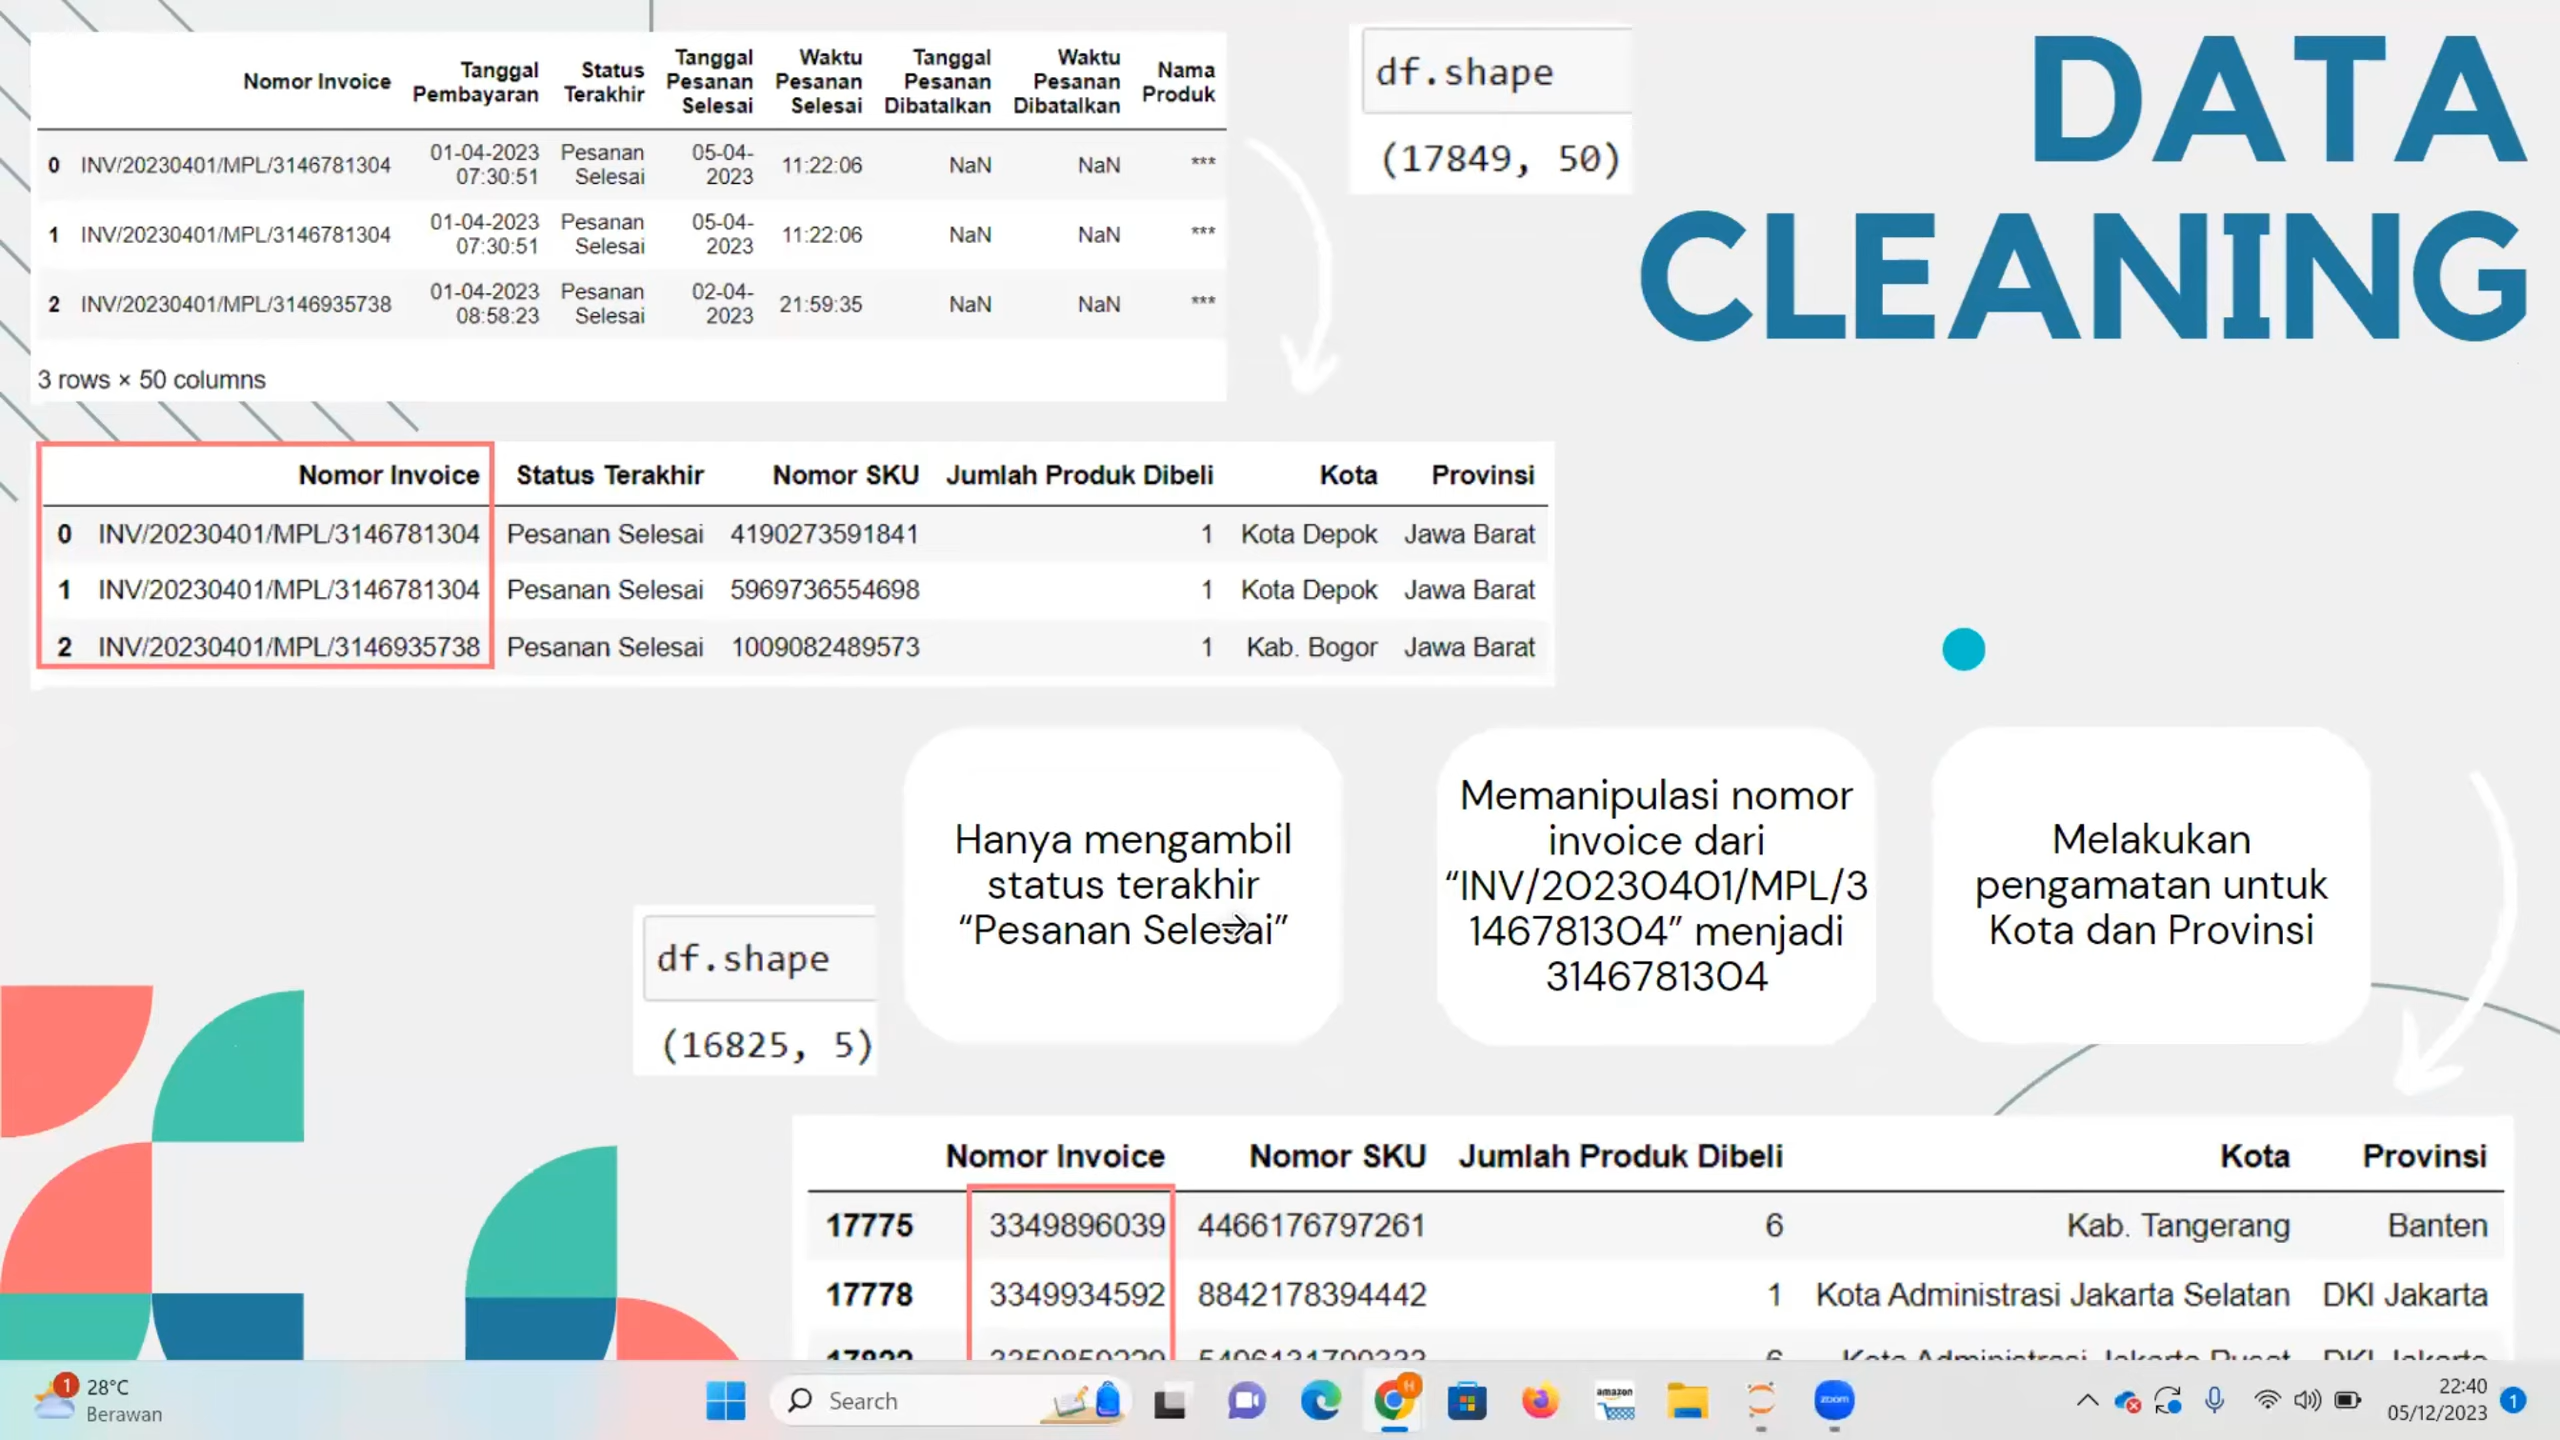 DATA
CLEANING
Nomor Invoice Tanggal Pembayaran Status Terakhir Tanggal Pesanan Selesai Waktu Pesanan Selesai Tanggal Pesanan Dibatalkan Waktu Pesanan Dibatalkan Nama Produk
0 INV/20230401/MPL/3146781304 01-04-2023 07:30:51 Pesanan Selesai 05-04-2023 11:22:06 NaN NaN ***
1 INV/20230401/MPL/3146781304 01-04-2023 07:30:51 Pesanan Selesai 05-04-2023 11:22:06 NaN NaN ***
2 INV/20230401/MPL/3146935738 01-04-2023 08:58:23 Pesanan Selesai 02-04-2023 21:59:35 NaN NaN ***
3 rows × 50 columns
df.shape
(17849, 50)
Nomor Invoice Status Terakhir Nomor SKU Jumlah Produk Dibeli Kota Provinsi
0 INV/20230401/MPL/3146781304 Pesanan Selesai 4190273591841 1 Kota Depok Jawa Barat
1 INV/20230401/MPL/3146781304 Pesanan Selesai 5969736554698 1 Kota Depok Jawa Barat
2 INV/20230401/MPL/3146935738 Pesanan Selesai 1009082489573 1 Kab. Bogor Jawa Barat
Hanya mengambil
status terakhir
“Pesanan Selesai”
Memanipulasi nomor
invoice dari
“INV/20230401/MPL/3
146781304” menjadi
3146781304
Melakukan
pengamatan untuk
Kota dan Provinsi
df.shape
(16825, 5)
Nomor Invoice Nomor SKU Jumlah Produk Dibeli Kota Provinsi
17775 3349896039 4466176797261 6 Kab. Tangerang Banten
17778 3349934592 8842178394442 1 Kota Administrasi Jakarta Selatan DKI Jakarta
Kota Administrasi Jakarta Pusat DKI Jakarta
1
28°C
Berawan
Search
H
amazon
zoom
22:40
05/12/2023
1